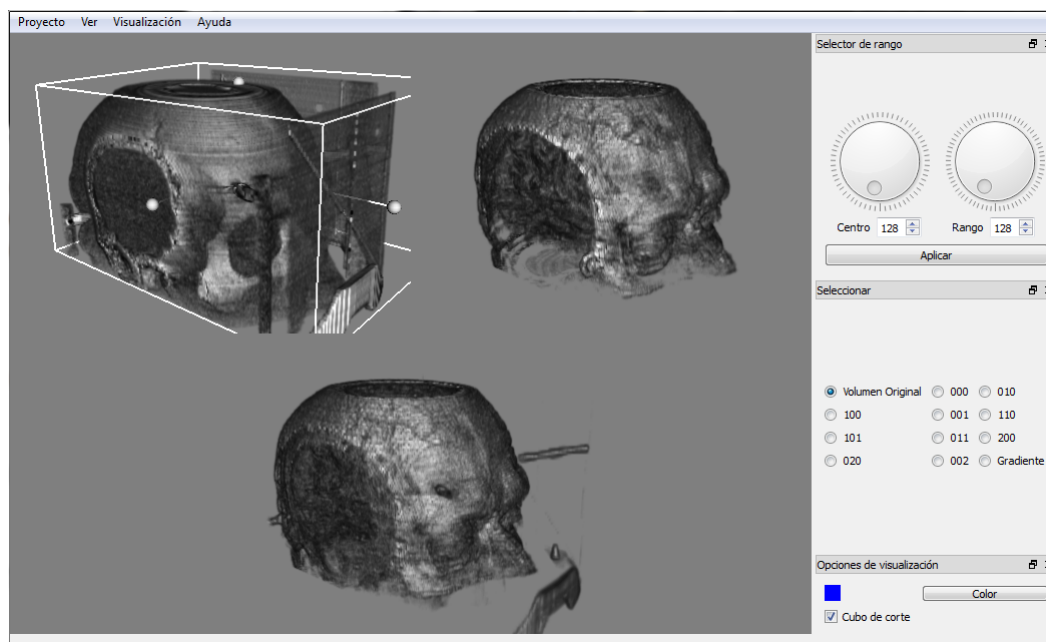 Proyecto Ver Visualización Ayuda
Selector de rango
Centro 128 Rango 128
Aplicar
Seleccionar
Volumen Original 000 010
100 001 110
101 011 200
020 002 Gradiente
Opciones de visualización
Color
Cubo de corte